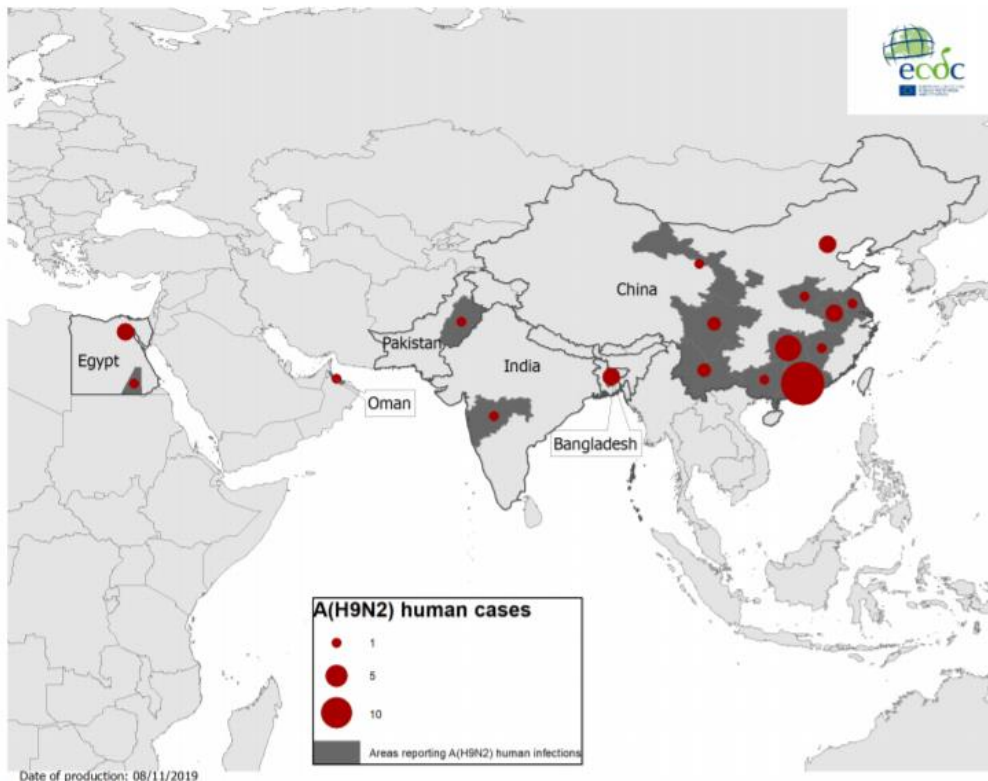 ecdc
China
Egypt
Pakistan
India
Oman
Bangladesh
A(H9N2) human cases
1
5
10
Areas reporting A(H9N2) human infections
Date of production: 08/11/2019